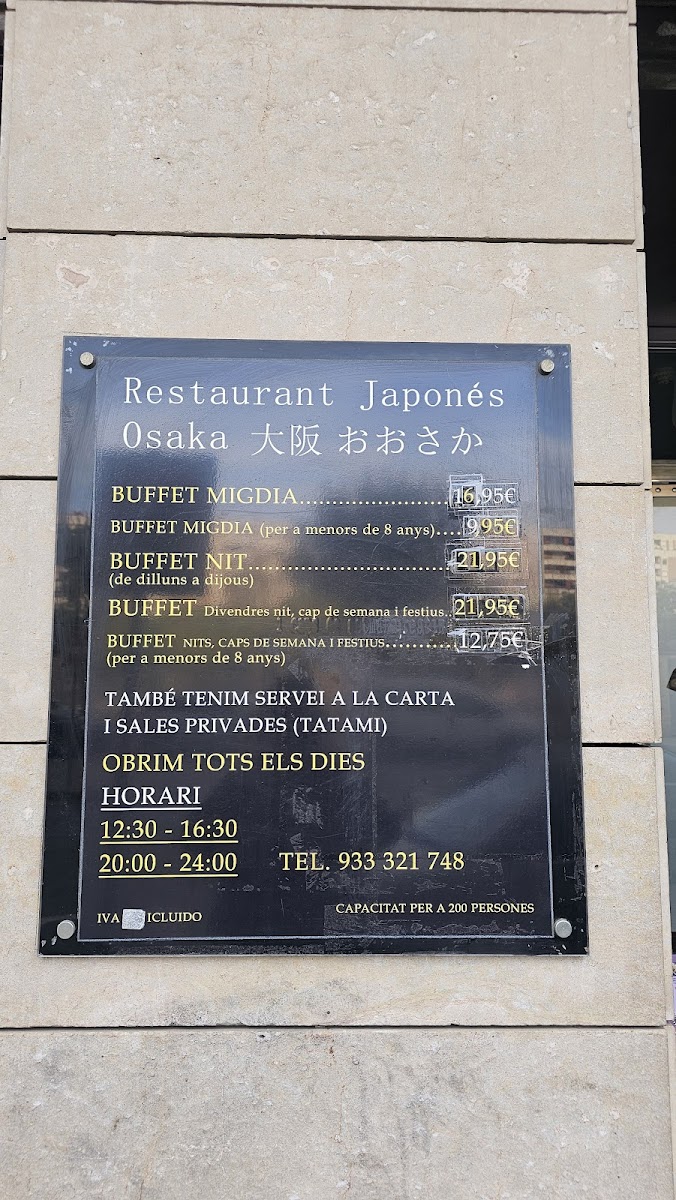 Restaurant Japonés
Osaka 大阪 おおさか
BUFFET MIGDIA.......................16,95€
BUFFET MIGDIA (per a menors de 8 anys)....9,95€
BUFFET NIT................................21,95€
(de dilluns a dijous)
BUFFET Divendres nit, cap de semana i festius..21,95€
BUFFET NITS, CAPS DE SEMANA I FESTIUS...........12,75€
(per a menors de 8 anys)
TAMBÉ TENIM SERVEI A LA CARTA
I SALES PRIVADES (TATAMI)
OBRIM TOTS ELS DIES
HORARI
12:30 - 16:30
20:00 - 24:00 TEL. 933 321 748
IVA ICLUIDO CAPACITAT PER A 200 PERSONES